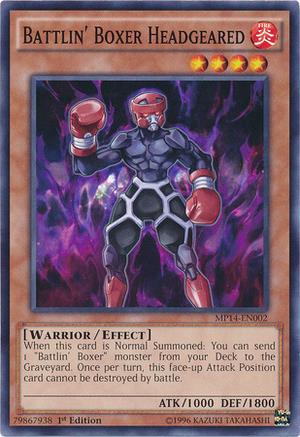 BATTLIN' BOXER HEADGEARED
FIRE
炎
MP14-EN002
[WARRIOR / EFFECT]
When this card is Normal Summoned: You can send
1 "Battlin' Boxer" monster from your Deck to the
Graveyard. Once per turn, this face-up Attack Position
card cannot be destroyed by battle.
ATK/1000 DEF/1800
79867938 1st Edition ©1996 KAZUKI TAKAHASHI